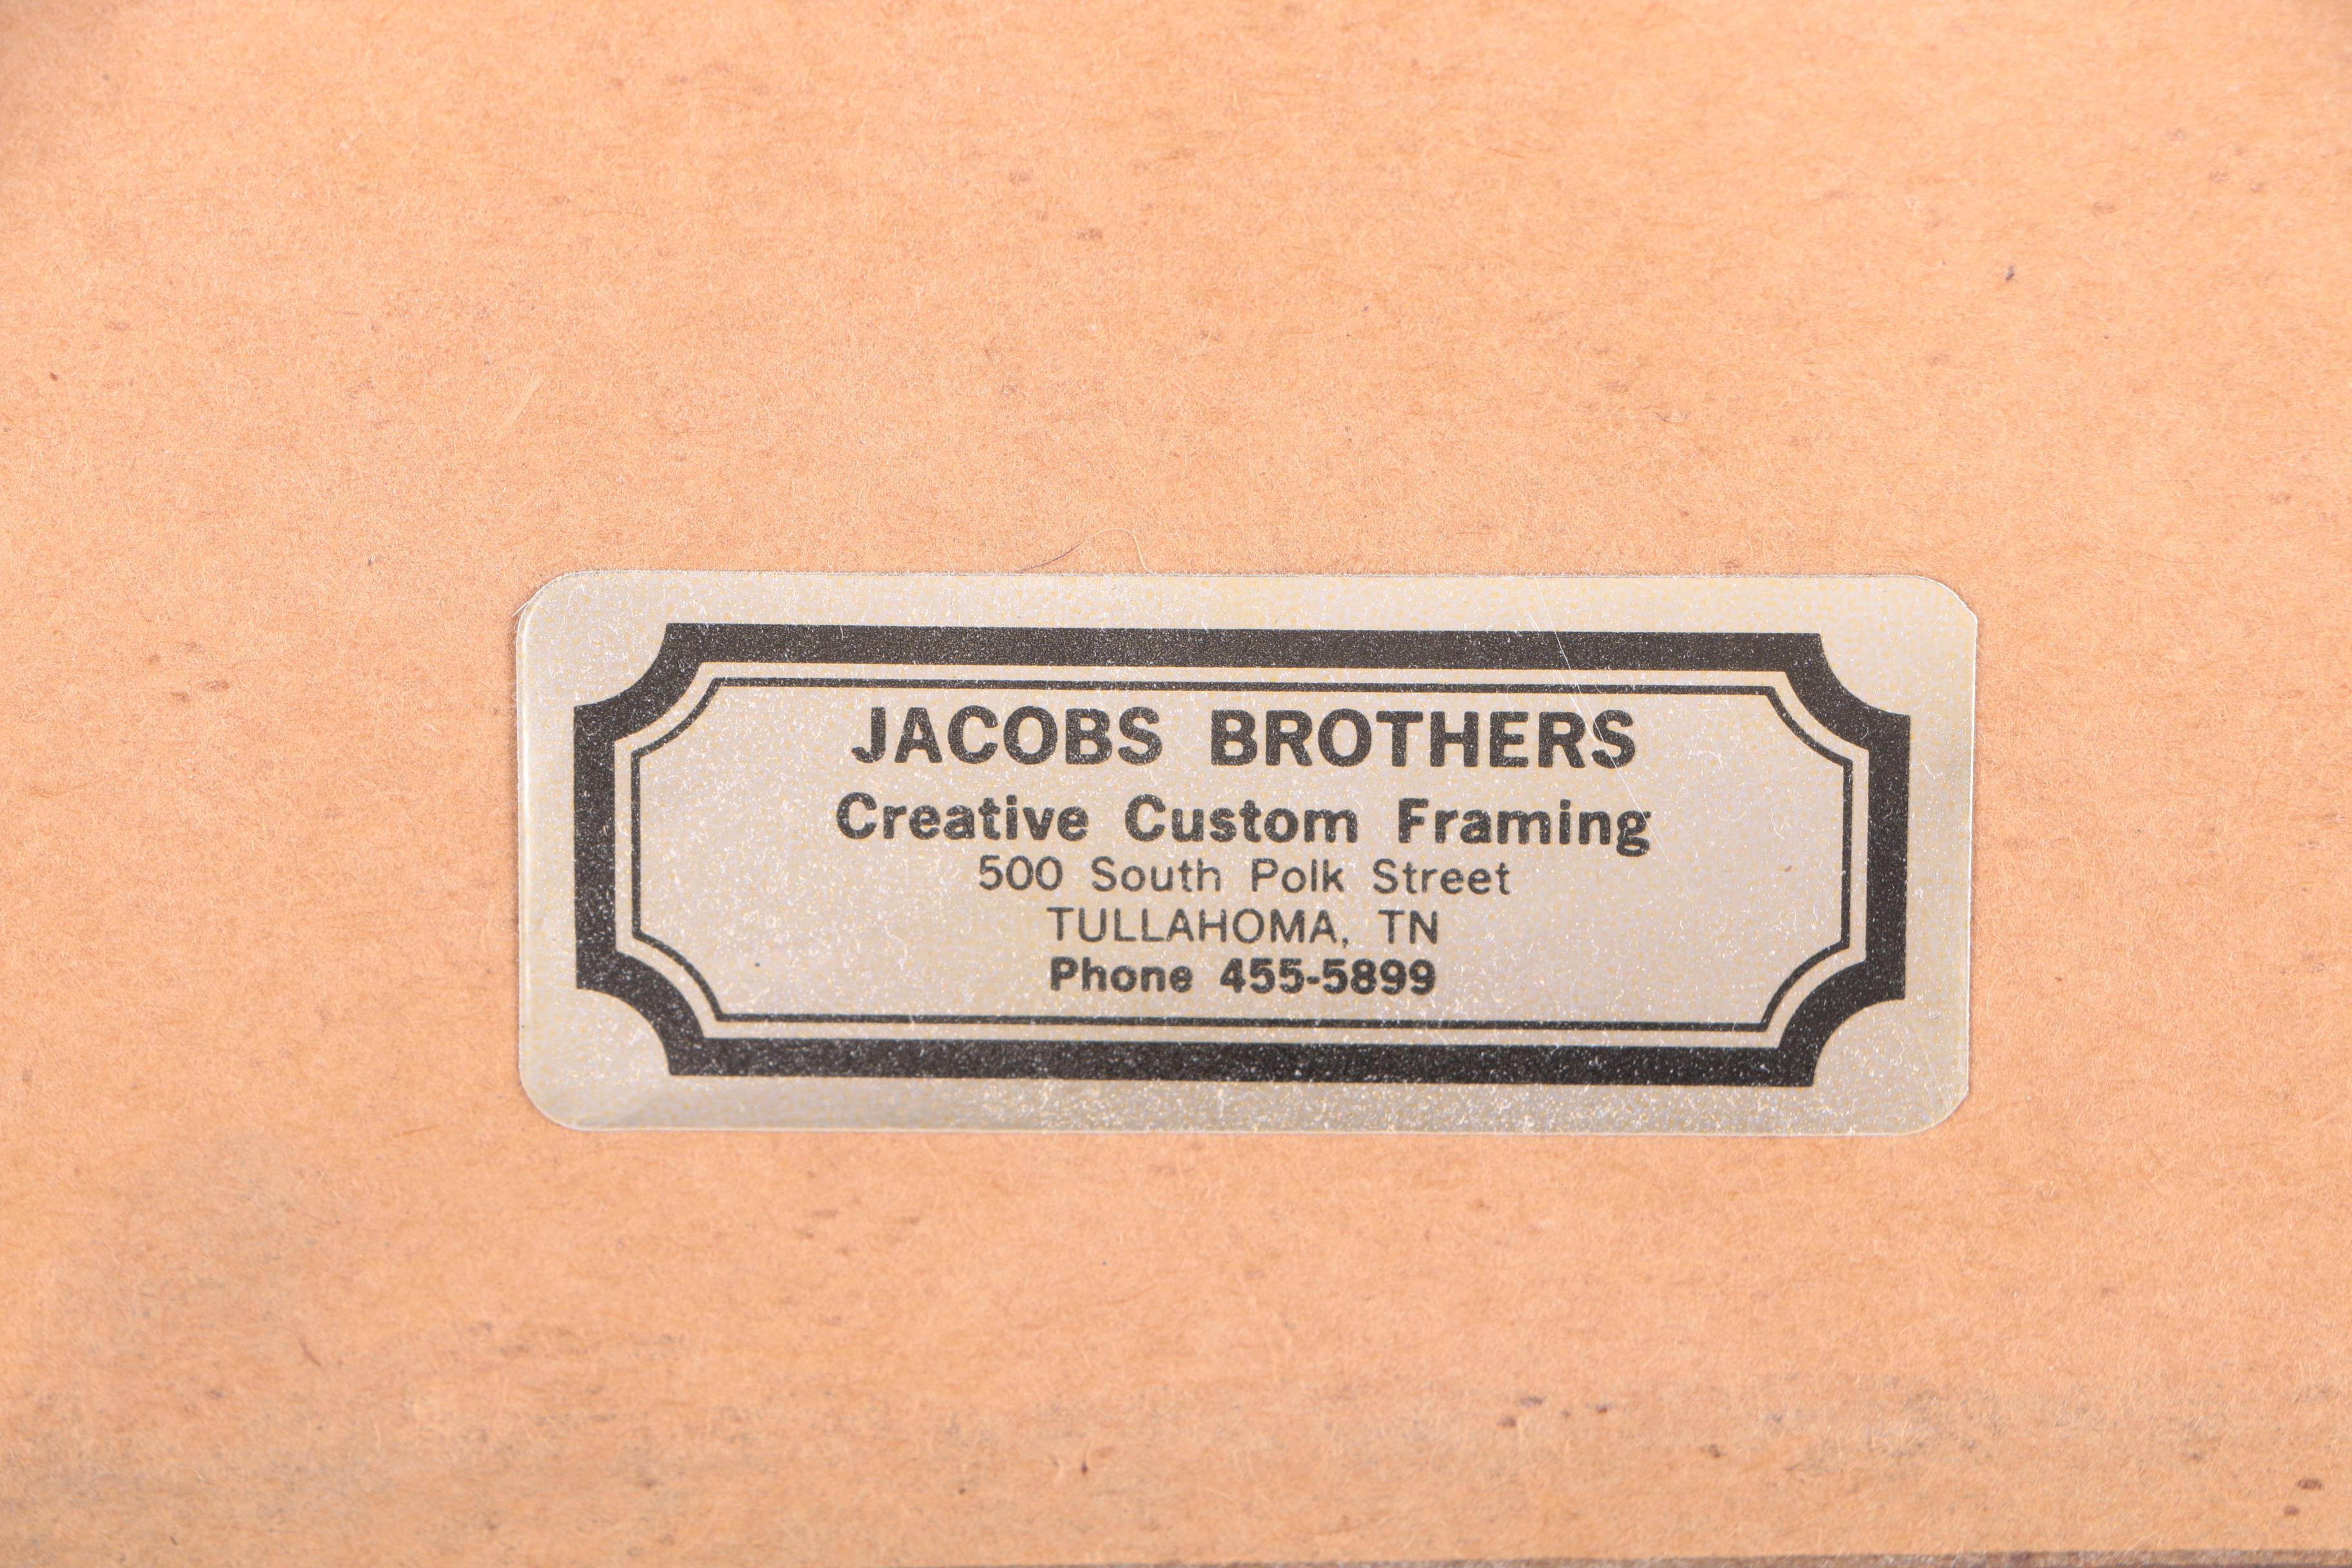 JACOBS BROTHERS
Creative Custom Framing
500 South Polk Street
TULLAHOMA, TN
Phone 455-5899